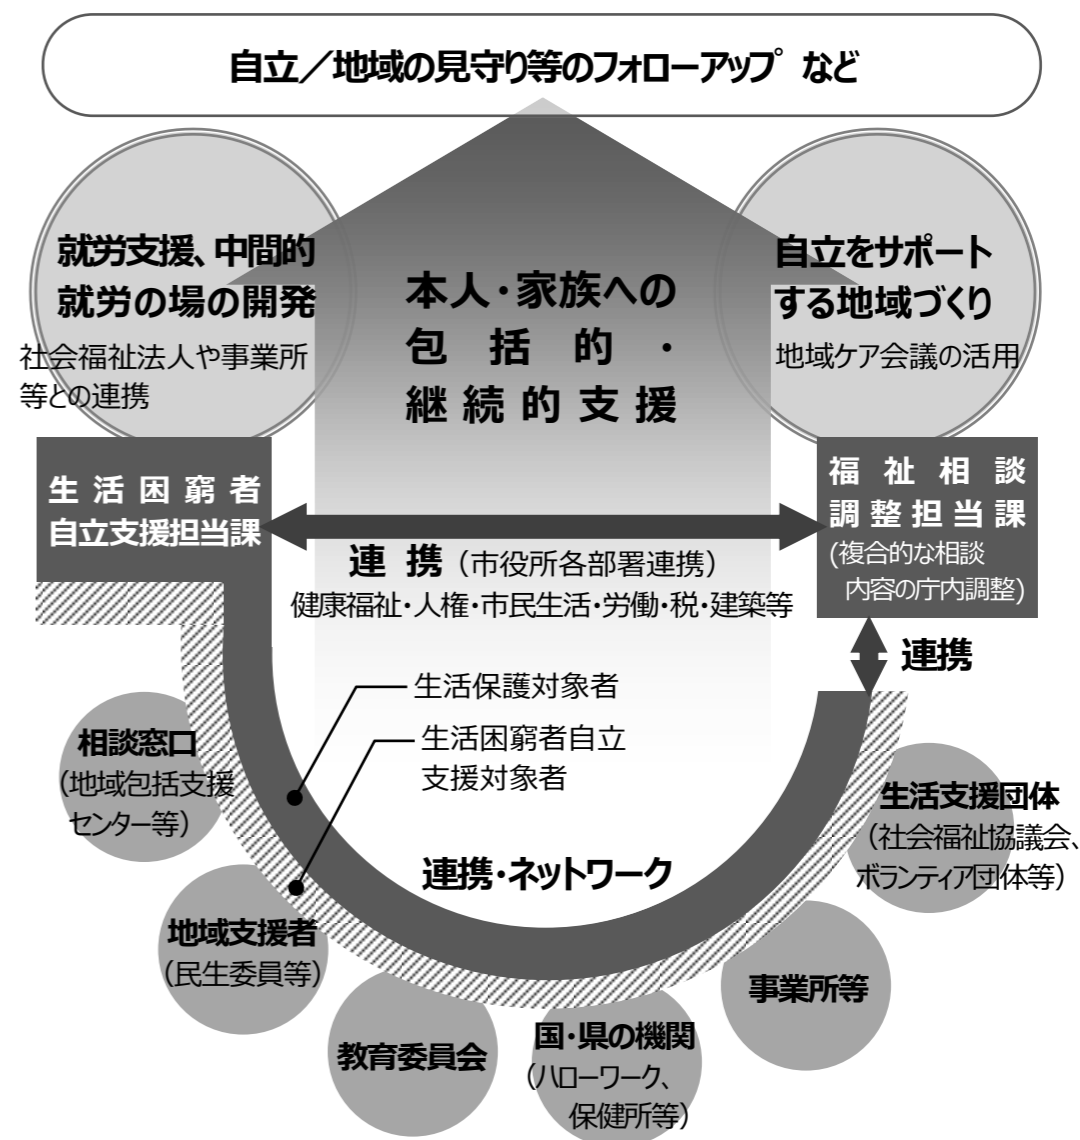 自立／地域の見守り等のフォローアップ など
就労支援、中間的
就労の場の開発
社会福祉法人や事業所
等との連携
本人・家族への
包括的・
継続的支援
自立をサポート
する地域づくり
地域ケア会議の活用
生活困窮者
自立支援担当課
福祉相談
調整担当課
(複合的な相談
内容の庁内調整)
連携（市役所各部署連携）
健康福祉・人権・市民生活・労働・税・建築等
連携
生活保護対象者
生活困窮者自立
支援対象者
相談窓口
（地域包括支援
センター等）
地域支援者
（民生委員等）
教育委員会
国・県の機関
（ハローワーク、
保健所等）
事業所等
生活支援団体
（社会福祉協議会、
ボランティア団体等）
連携・ネットワーク